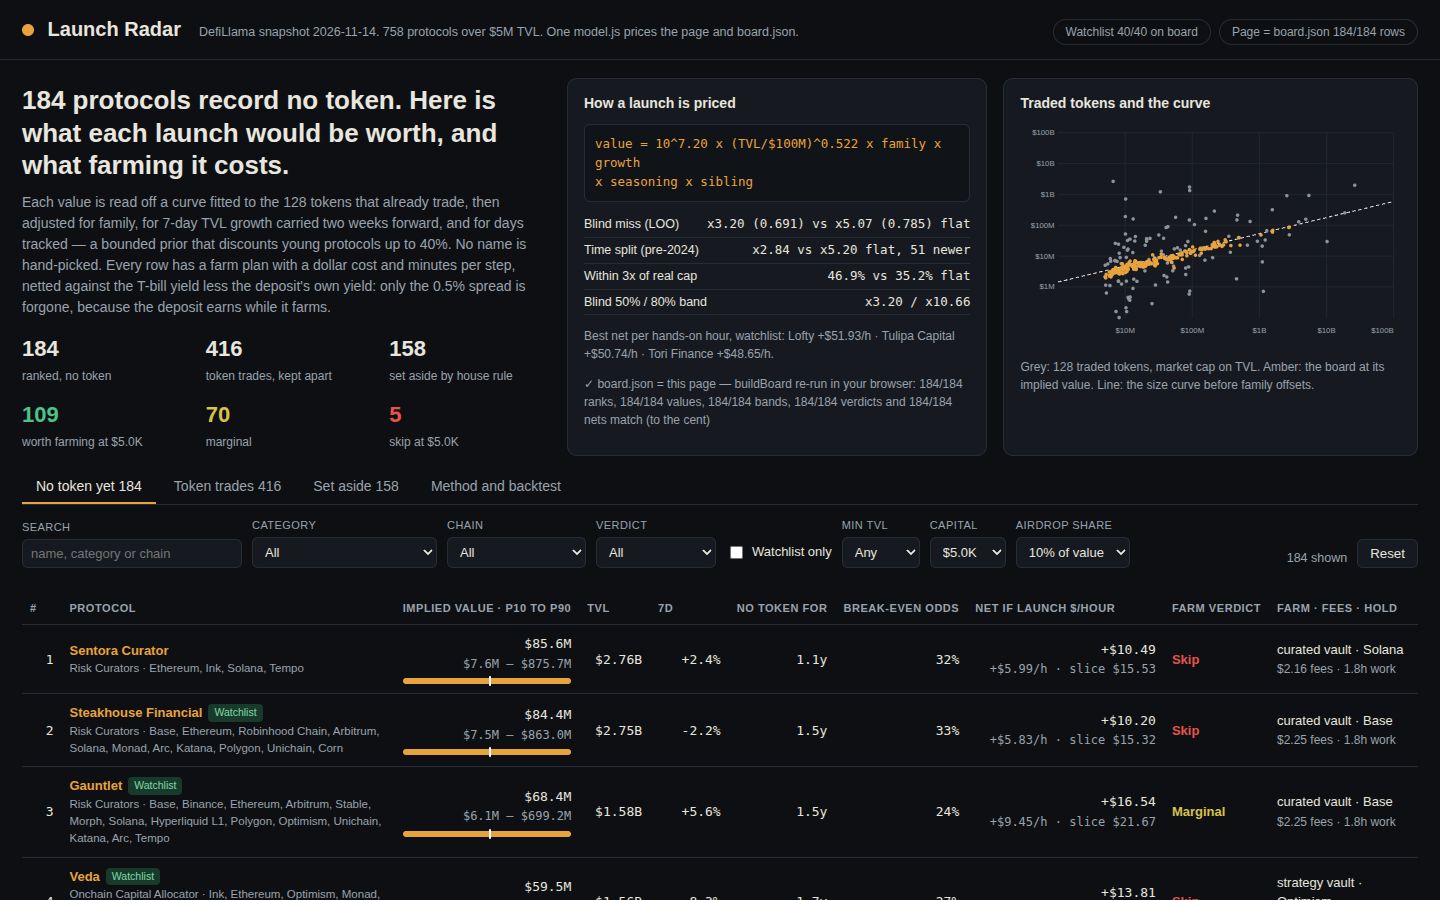 Launch Radar
DefiLlama snapshot 2026-11-14. 758 protocols over $5M TVL. One model.js prices the page and board.json.
Watchlist 40/40 on board
Page = board.json 184/184 rows
184 protocols record no token. Here is
what each launch would be worth, and
what farming it costs.
Each value is read off a curve fitted to the 128 tokens that already trade, then
adjusted for family, for 7-day TVL growth carried two weeks forward, and for days
tracked — a bounded prior that discounts young protocols up to 40%. No name is
hand-picked. Every row has a farm plan with a dollar cost and minutes per step,
netted against the T-bill yield less the deposit's own yield: only the 0.5% spread is
forgone, because the deposit earns while it farms.
184
ranked, no token
416
token trades, kept apart
158
set aside by house rule
109
worth farming at $5.0K
70
marginal
5
skip at $5.0K
How a launch is priced
value = 10^7.20 x (TVL/$100M)^0.522 x family x
growth
x seasoning x sibling
Blind miss (LOO) x3.20 (0.691) vs x5.07 (0.785) flat
Time split (pre-2024) x2.84 vs x5.20 flat, 51 newer
Within 3x of real cap 46.9% vs 35.2% flat
Blind 50% / 80% band x3.20 / x10.66
Best net per hands-on hour, watchlist: Lofty +$51.93/h · Tulipa Capital
+$50.74/h · Tori Finance +$48.65/h.
✓ board.json = this page — buildBoard re-run in your browser: 184/184
ranks, 184/184 values, 184/184 bands, 184/184 verdicts and 184/184
nets match (to the cent)
Traded tokens and the curve
$100B
$10B
$1B
$100M
$10M
$1M
$10M $100M $1B $10B $100B
Grey: 128 traded tokens, market cap on TVL. Amber: the board at its
implied value. Line: the size curve before family offsets.
No token yet 184
Token trades 416
Set aside 158
Method and backtest
SEARCH
name, category or chain
CATEGORY
All
CHAIN
All
VERDICT
All
Watchlist only
MIN TVL
Any
CAPITAL
$5.0K
AIRDROP SHARE
10% of value
184 shown
Reset
# PROTOCOL IMPLIED VALUE · P10 TO P90 TVL 7D NO TOKEN FOR BREAK-EVEN ODDS NET IF LAUNCH $/HOUR FARM VERDICT FARM · FEES · HOLD
1
Sentora Curator
Risk Curators · Ethereum, Ink, Solana, Tempo
$85.6M
$7.6M — $875.7M
$2.76B
+2.4%
1.1y
32%
+$10.49
+$5.99/h · slice $15.53
Skip
curated vault · Solana
$2.16 fees · 1.8h work
2
Steakhouse Financial Watchlist
Risk Curators · Base, Ethereum, Robinhood Chain, Arbitrum,
Solana, Monad, Arc, Katana, Polygon, Unichain, Corn
$84.4M
$7.5M — $863.0M
$2.75B
-2.2%
1.5y
33%
+$10.20
+$5.83/h · slice $15.32
Skip
curated vault · Base
$2.25 fees · 1.8h work
3
Gauntlet Watchlist
Risk Curators · Base, Binance, Ethereum, Arbitrum, Stable,
Morph, Solana, Hyperliquid L1, Polygon, Optimism, Unichain,
Katana, Arc, Tempo
$68.4M
$6.1M — $699.2M
$1.58B
+5.6%
1.5y
24%
+$16.54
+$9.45/h · slice $21.67
Marginal
curated vault · Base
$2.25 fees · 1.8h work
Veda Watchlist
Onchain Capital Allocator · Ink, Ethereum, Optimism, Monad,
$59.5M
+$13.81
strategy vault ·